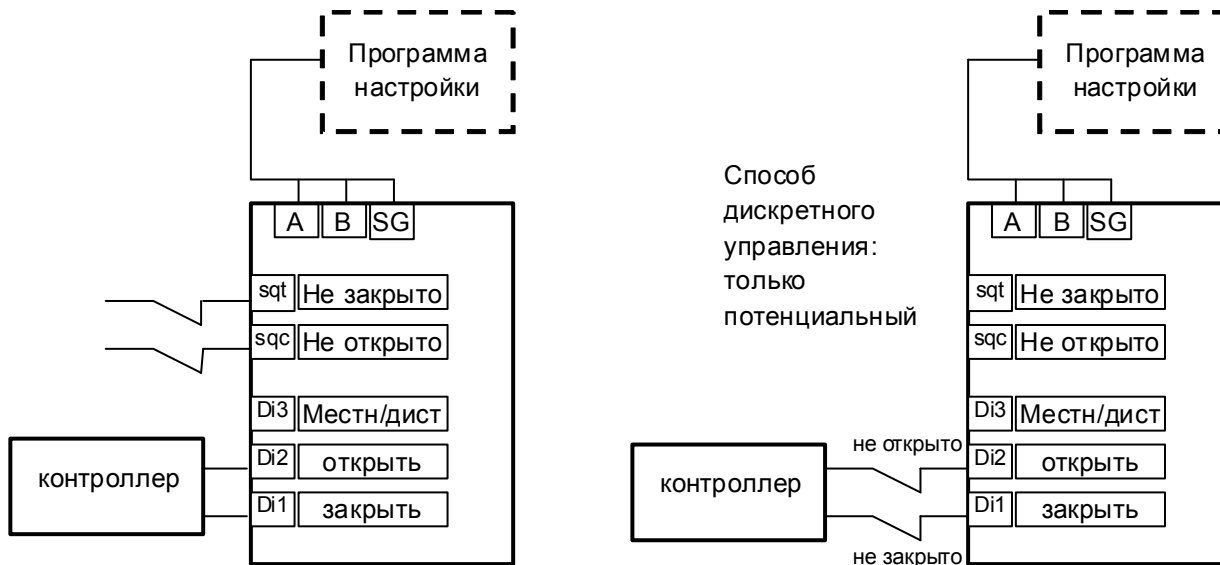 Программа
настройки
A B SG
sqt Не закрыто
sqc Не открыто
Di3 Местн/дист
Di2 открыть
Di1 закрыть
контроллер
Способ
дискретного
управления:
только
потенциальный
Программа
настройки
A B SG
sqt Не закрыто
sqc Не открыто
Di3 Местн/дист
не открыто
Di2 открыть
Di1 закрыть
контроллер
не закрыто